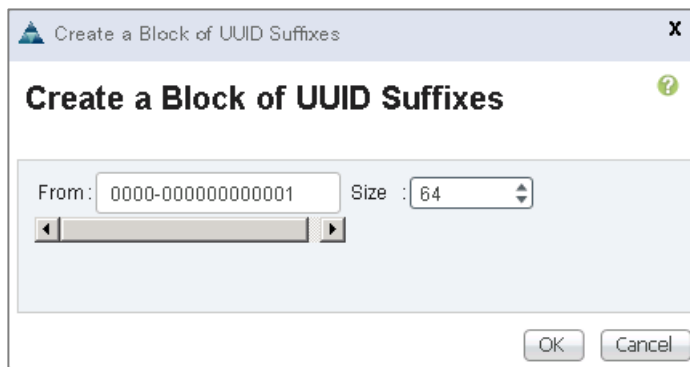 Create a Block of UUID Suffixes x
Create a Block of UUID Suffixes ?
From : 0000-000000000001 Size : 64
OK Cancel